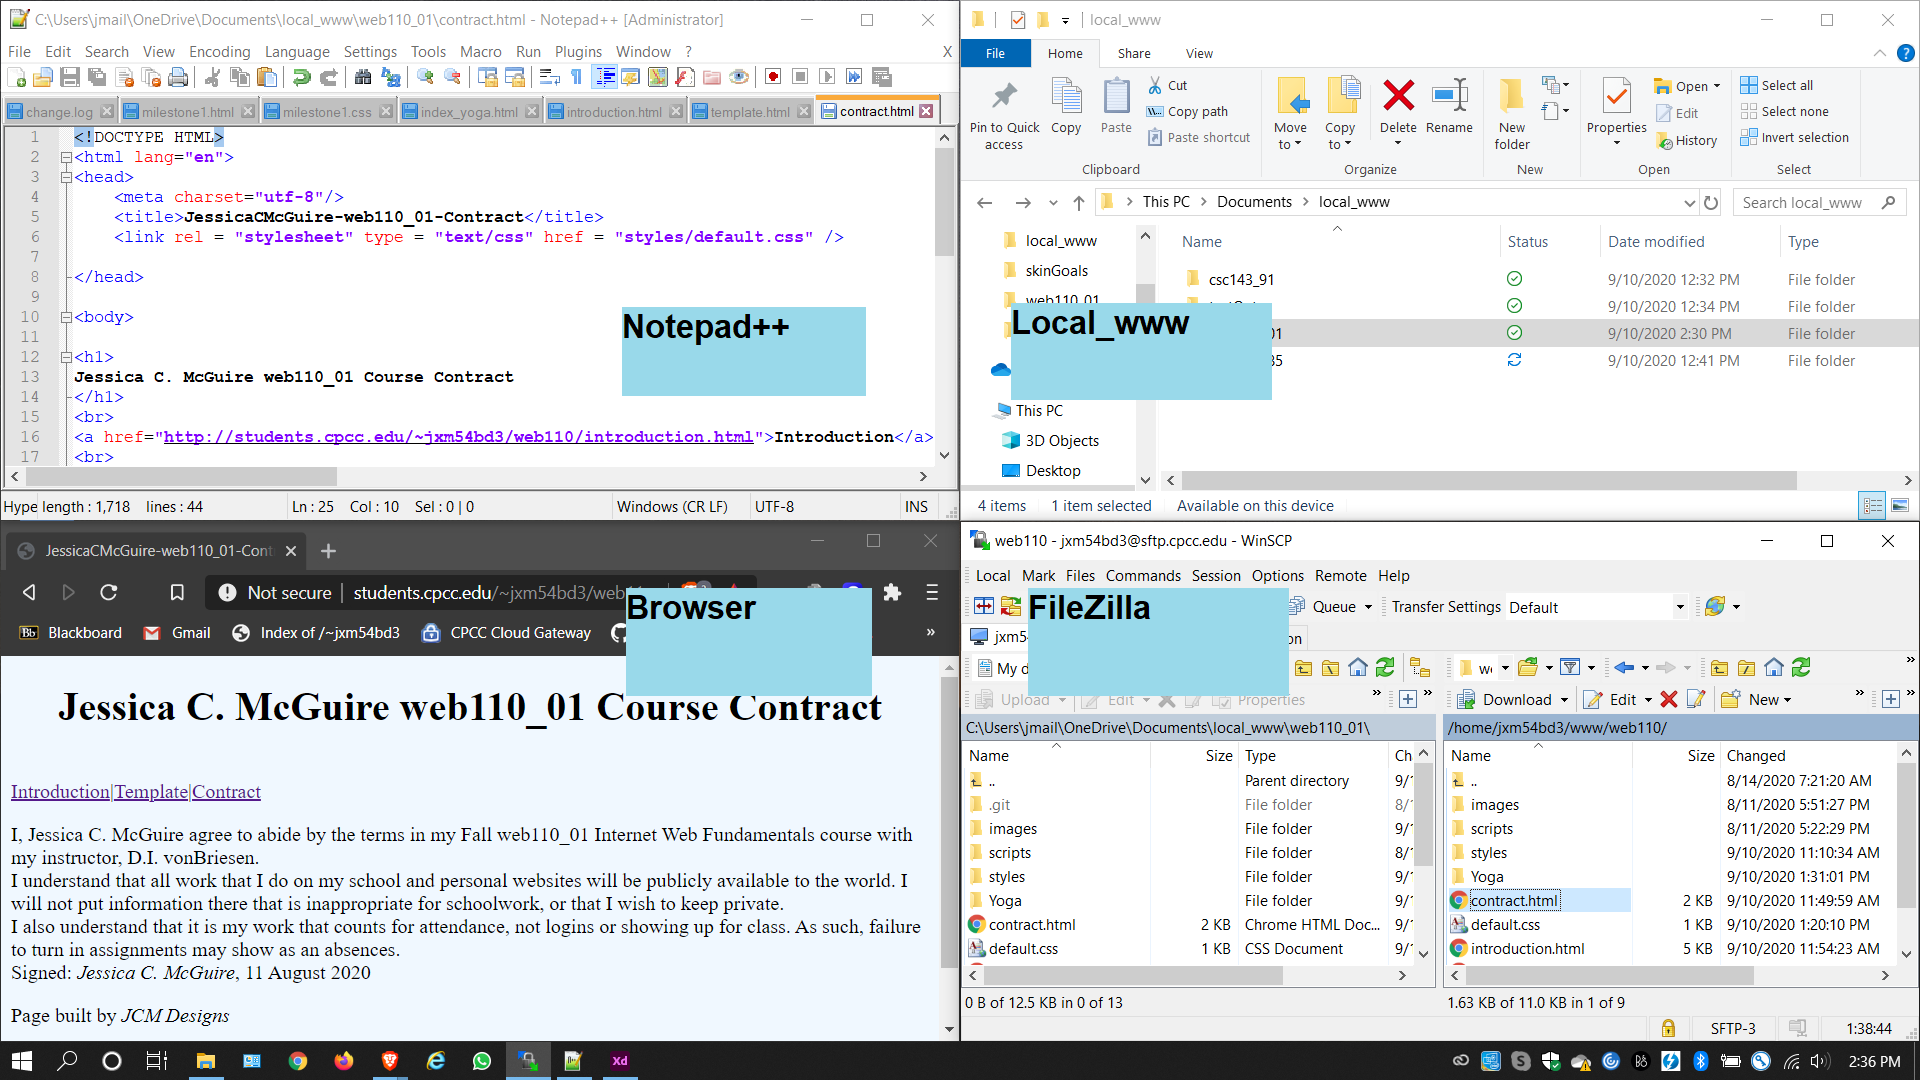 C:\Users\jmail\OneDrive\Documents\local_www\web110_01\contract.html - Notepad++ [Administrator]
File Edit Search View Encoding Language Settings Tools Macro Run Plugins Window ? X
change.log milestone1.html milestone1.css index_yoga.html introduction.html template.html contract.html
1 <!DOCTYPE HTML>
2 <html lang="en">
3 <head>
4 <meta charset="utf-8"/>
5 <title>JessicaCMcGuire-web110_01-Contract</title>
6 <link rel = "stylesheet" type = "text/css" href = "styles/default.css" />
7
8 </head>
9
10 <body>
11
12 <h1>
13 Jessica C. McGuire web110_01 Course Contract
14 </h1>
15 <br>
16 <a href="http://students.cpcc.edu/~jxm54bd3/web110/introduction.html">Introduction</a>
17 <br>
Notepad++
Hype length : 1,718 lines : 44 Ln : 25 Col : 10 Sel : 0 | 0 Windows (CR LF) UTF-8 INS
local_www
File Home Share View
Pin to Quick access Copy Paste Cut Copy path Paste shortcut
Move to Copy to Delete Rename New folder Properties Open Edit History Select all Select none Invert selection
Clipboard Organize New Open Select
This PC Documents local_www Search local_www
local_www
skinGoals
web110_01
This PC
3D Objects
Desktop
Name Status Date modified Type
csc143_91 9/10/2020 12:32 PM File folder
9/10/2020 12:34 PM File folder
01 9/10/2020 2:30 PM File folder
35 9/10/2020 12:41 PM File folder
Local_www
4 items 1 item selected Available on this device
JessicaCMcGuire-web110_01-Cont
Not secure students.cpcc.edu/~jxm54bd3/web
Blackboard Gmail Index of /~jxm54bd3 CPCC Cloud Gateway »
Browser
Jessica C. McGuire web110_01 Course Contract
Introduction|Template|Contract
I, Jessica C. McGuire agree to abide by the terms in my Fall web110_01 Internet Web Fundamentals course with
my instructor, D.I. vonBriesen.
I understand that all work that I do on my school and personal websites will be publicly available to the world. I
will not put information there that is inappropriate for schoolwork, or that I wish to keep private.
I also understand that it is my work that counts for attendance, not logins or showing up for class. As such, failure
to turn in assignments may show as an absences.
Signed: Jessica C. McGuire, 11 August 2020
Page built by JCM Designs
web110 - jxm54bd3@sftp.cpcc.edu - WinSCP
Local Mark Files Commands Session Options Remote Help
Queue Transfer Settings Default
jxm5 on
FileZilla
My d we
Upload Edit Properties » » Download Edit New » »
C:\Users\jmail\OneDrive\Documents\local_www\web110_01\
Name Size Type Ch
.. Parent directory 9/1
.git File folder 8/1
images File folder 9/1
scripts File folder 8/1
styles File folder 9/1
Yoga File folder 9/1
contract.html 2 KB Chrome HTML Doc... 9/1
default.css 1 KB CSS Document 9/1
0 B of 12.5 KB in 0 of 13
/home/jxm54bd3/www/web110/
Name Size Changed
.. 8/14/2020 7:21:20 AM
images 8/11/2020 5:51:27 PM
scripts 8/11/2020 5:22:29 PM
styles 9/10/2020 11:10:34 AM
Yoga 9/10/2020 1:31:01 PM
contract.html 2 KB 9/10/2020 11:49:59 AM
default.css 1 KB 9/10/2020 1:20:10 PM
introduction.html 5 KB 9/10/2020 11:54:23 AM
1.63 KB of 11.0 KB in 1 of 9
SFTP-3 1:38:44
Xd 2:36 PM